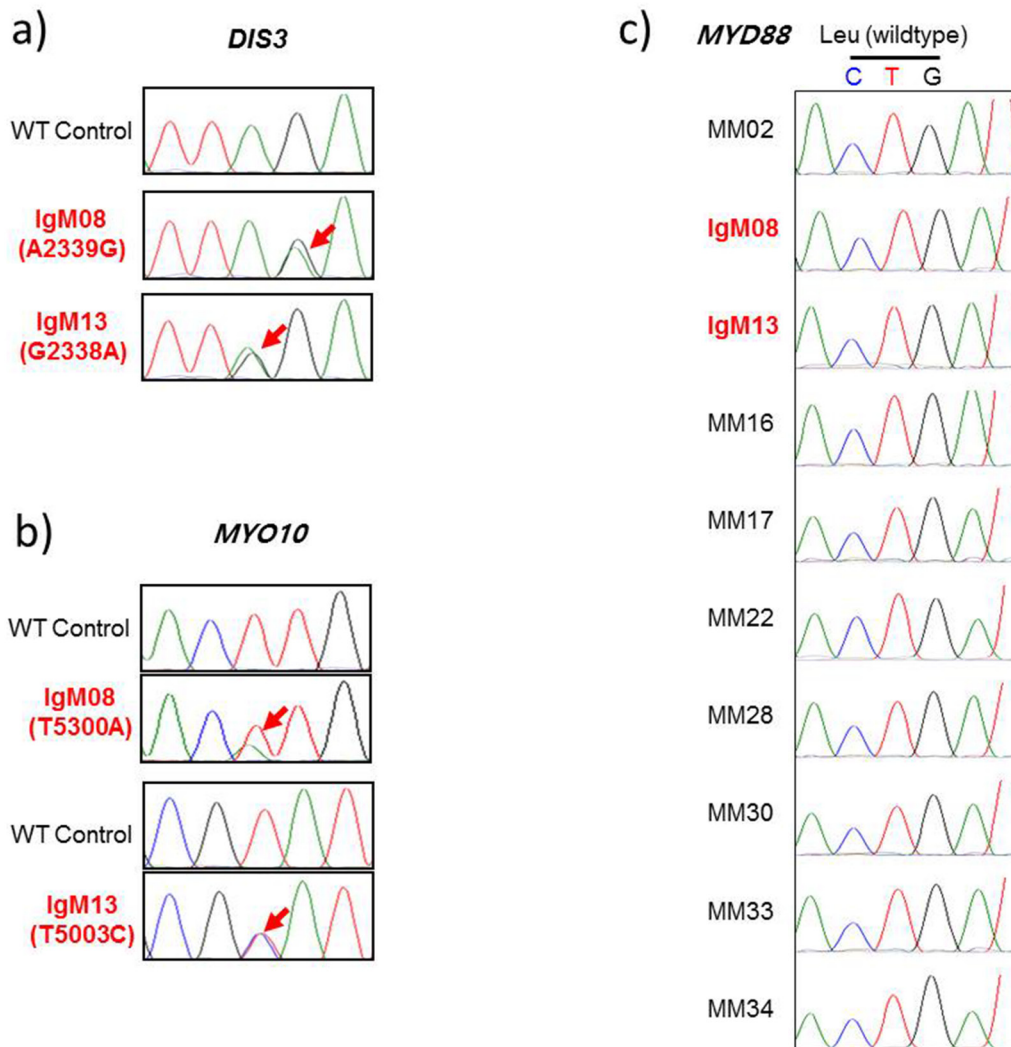 a)
DIS3
WT Control
IgM08
(A2339G)
IgM13
(G2338A)
b)
MYO10
WT Control
IgM08
(T5300A)
WT Control
IgM13
(T5003C)
c)
MYD88
Leu (wildtype)
C T G
MM02
IgM08
IgM13
MM16
MM17
MM22
MM28
MM30
MM33
MM34